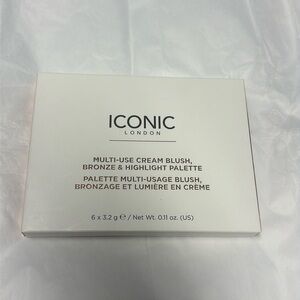 ICONIC
LONDON
MULTI-USE CREAM BLUSH,
BRONZE & HIGHLIGHT PALETTE
PALETTE MULTI-USAGE BLUSH,
BRONZAGE ET LUMIÈRE EN CRÈME
6 x 3.2 g ℮ / Net Wt. 0.11 oz. (US)